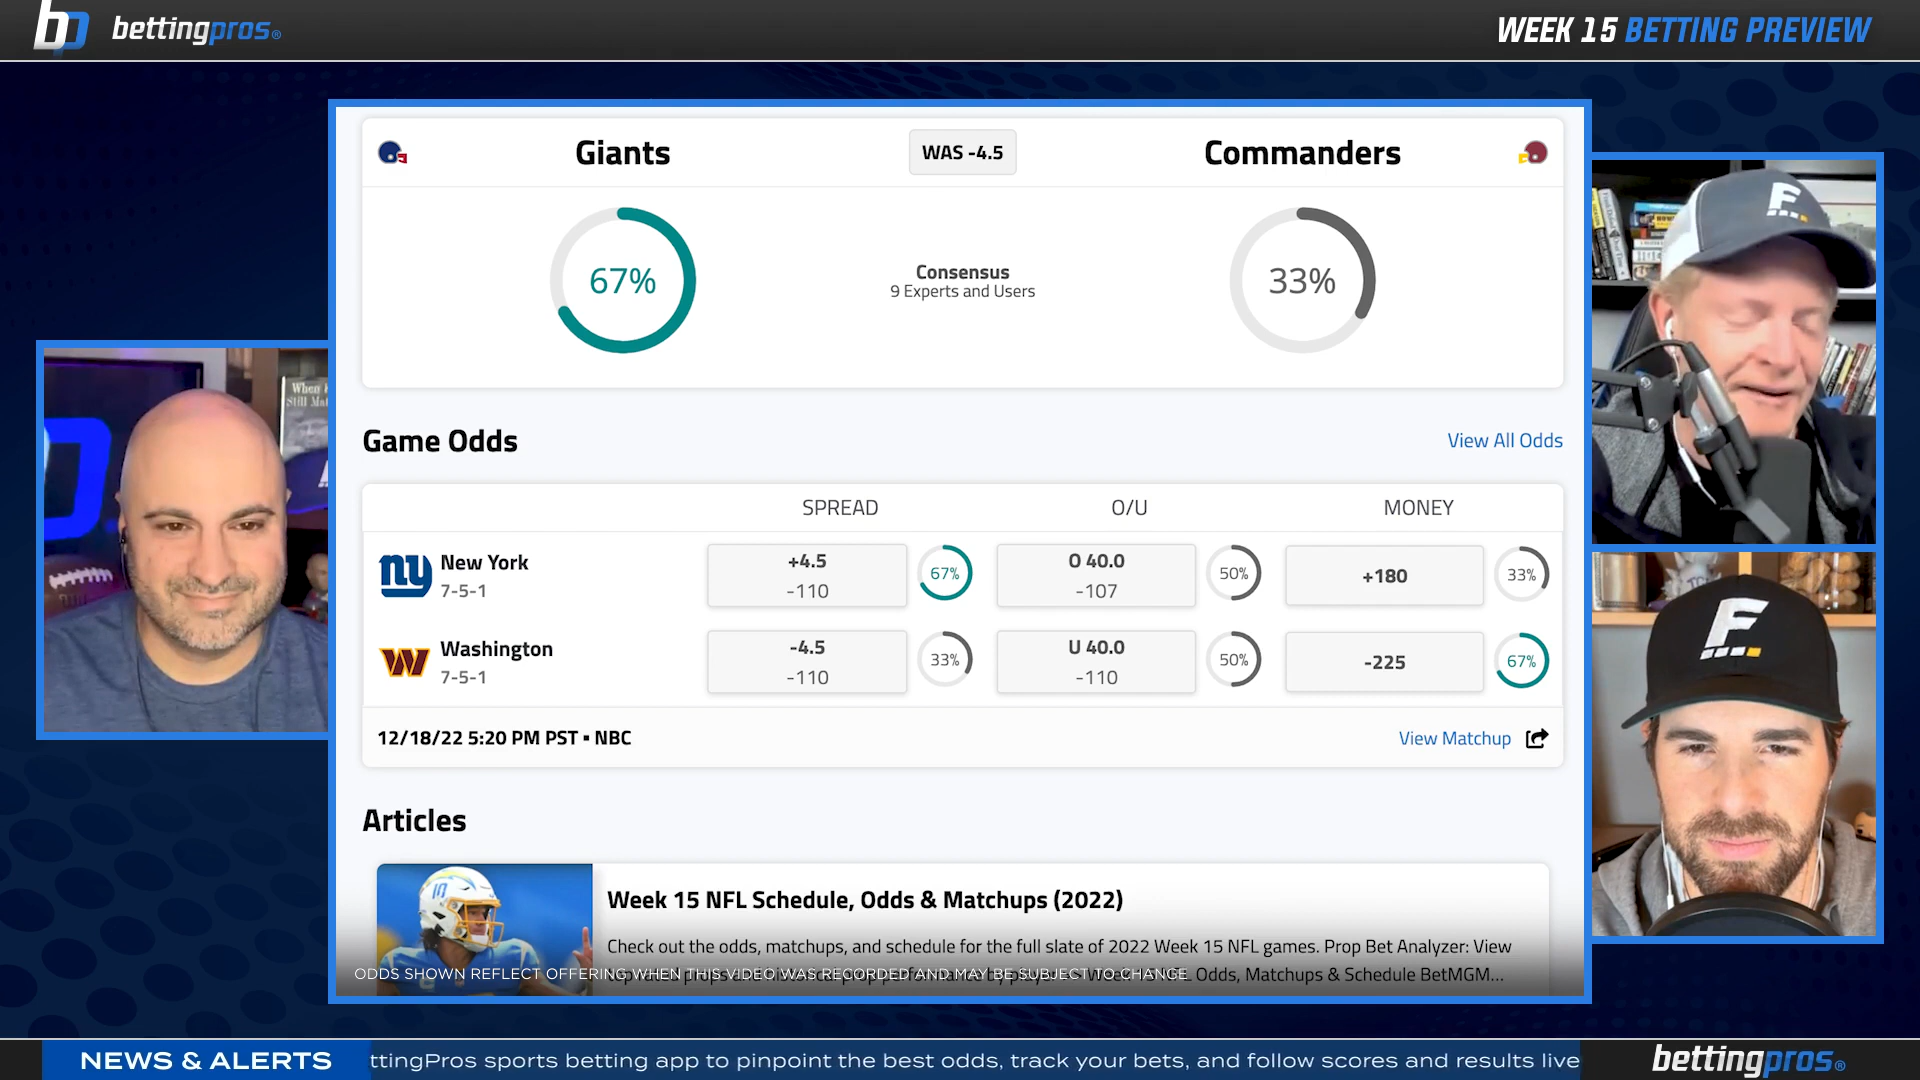 bp bettingpros®
WEEK 15 BETTING PREVIEW
Giants
WAS -4.5
Commanders
67%
Consensus
9 Experts and Users
33%
Game Odds
View All Odds
SPREAD O/U MONEY
New York
7-5-1
+4.5
-110
67%
O 40.0
-107
50%
+180
33%
Washington
7-5-1
-4.5
-110
33%
U 40.0
-110
50%
-225
67%
12/18/22 5:20 PM PST ▪ NBC
View Matchup
Articles
Week 15 NFL Schedule, Odds & Matchups (2022)
Check out the odds, matchups, and schedule for the full slate of 2022 Week 15 NFL games. Prop Bet Analyzer: View
ODDS SHOWN REFLECT OFFERING WHEN THIS VIDEO WAS RECORDED AND MAY BE SUBJECT TO CHANGE
Odds, Matchups & Schedule BetMGM...
NEWS & ALERTS
ttingPros sports betting app to pinpoint the best odds, track your bets, and follow scores and results live
bettingpros®